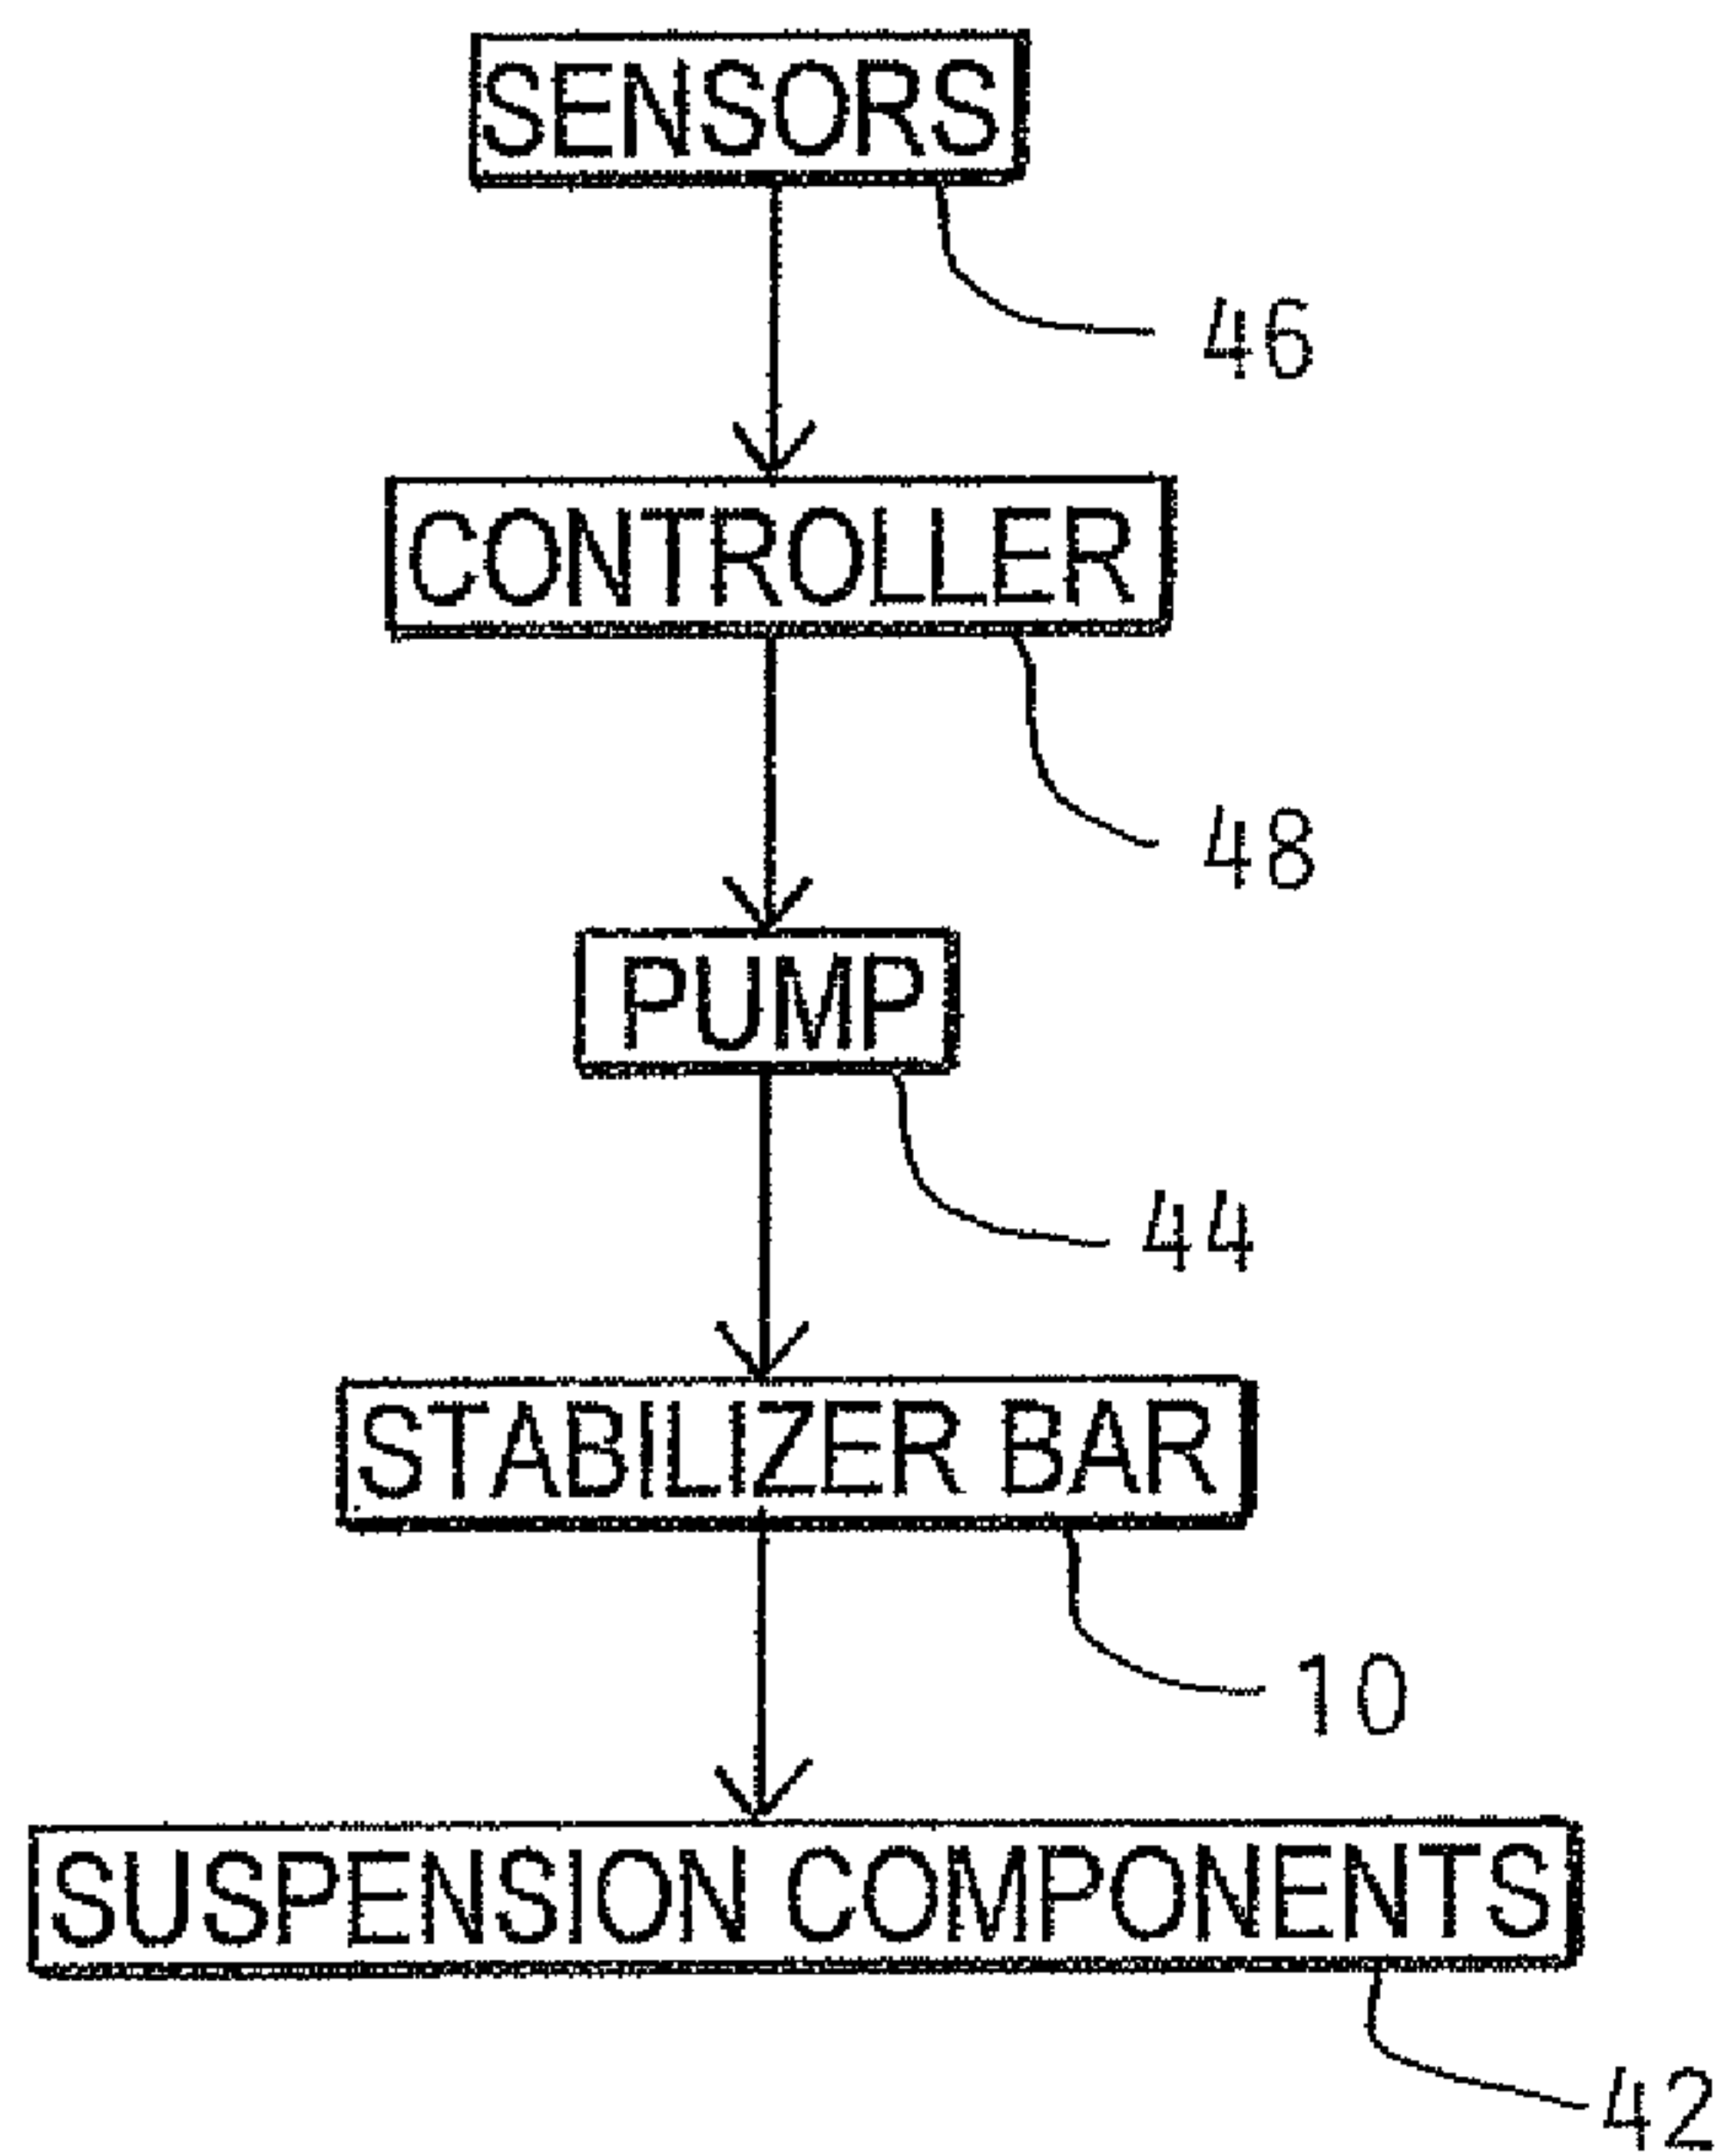 SENSORS
46
CONTROLLER
48
PUMP
44
STABILIZER BAR
10
SUSPENSION COMPONENTS
42